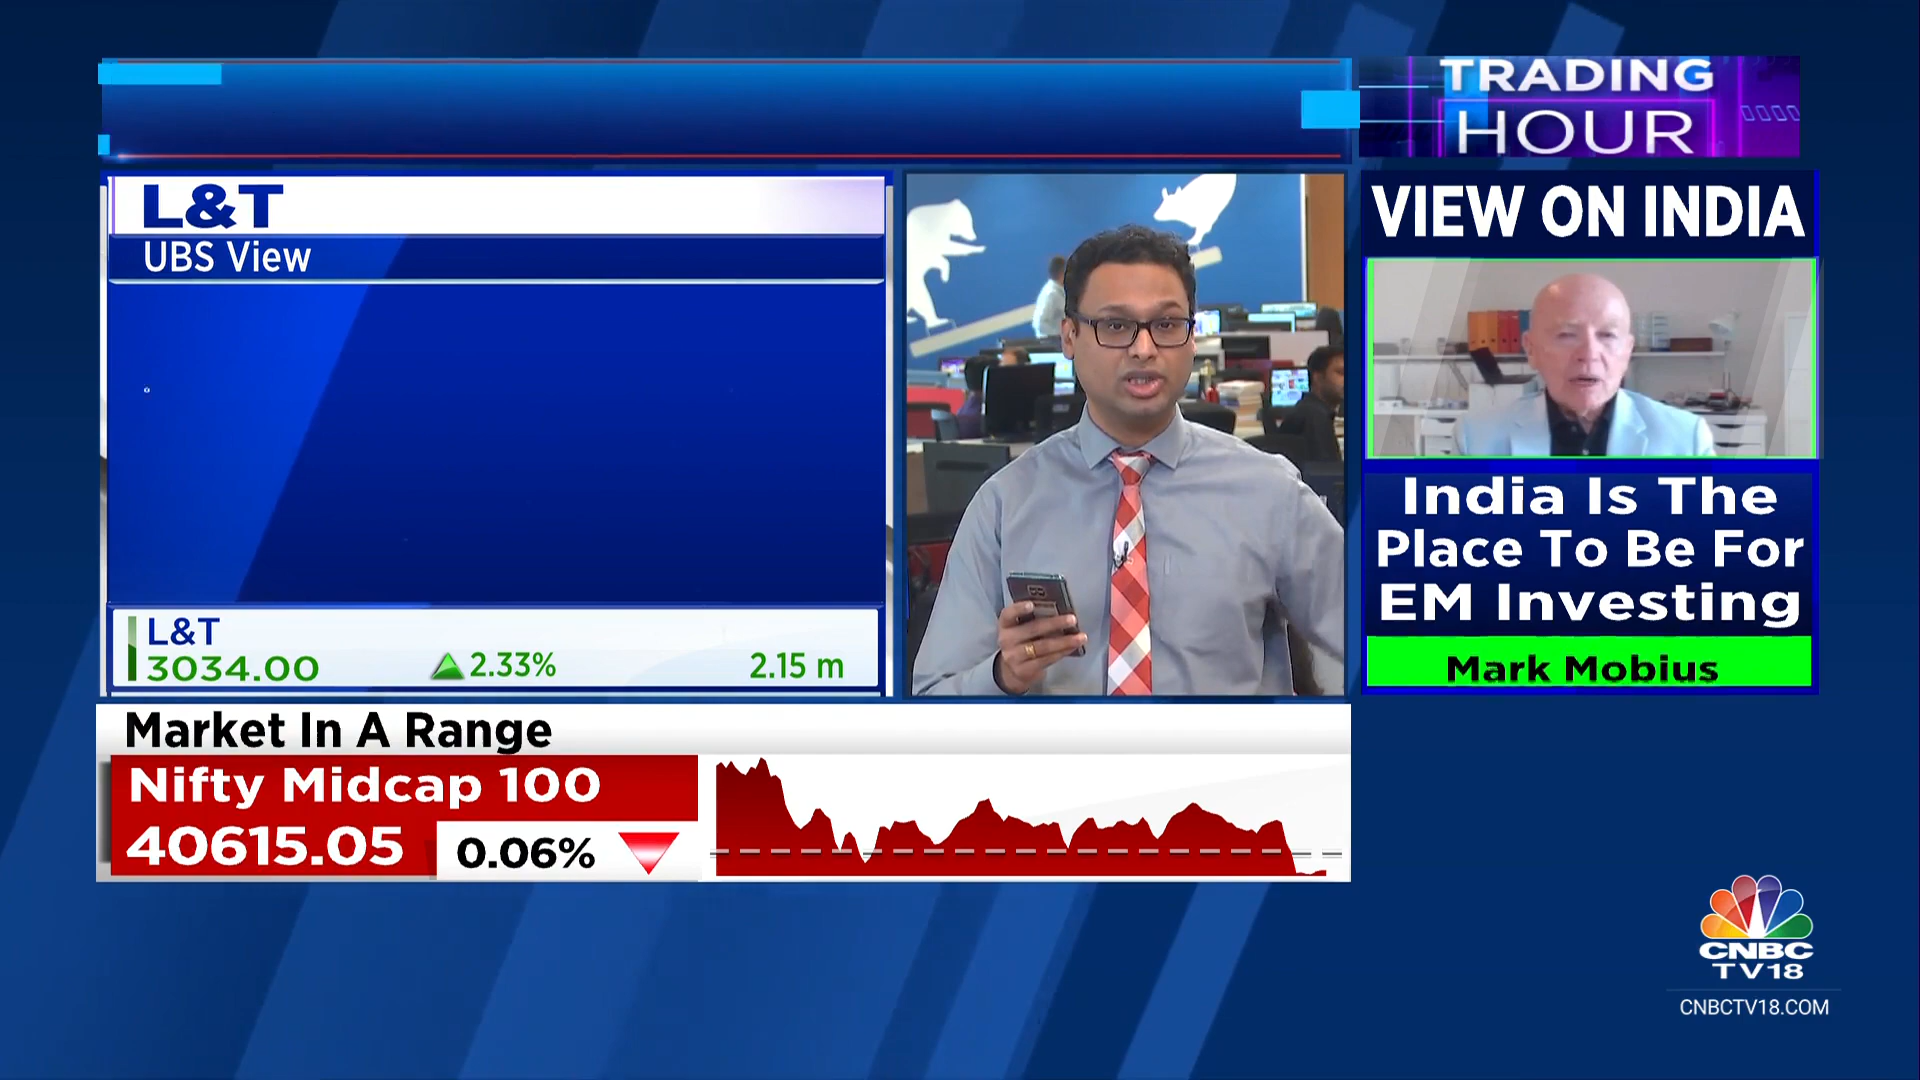 TRADING
HOUR
L&T
UBS View
VIEW ON INDIA
India Is The
Place To Be For
EM Investing
Mark Mobius
L&T
3034.00
2.33%
2.15 m
Market In A Range
Nifty Midcap 100
40615.05
0.06%
CNBC
TV18
CNBCTV18.COM